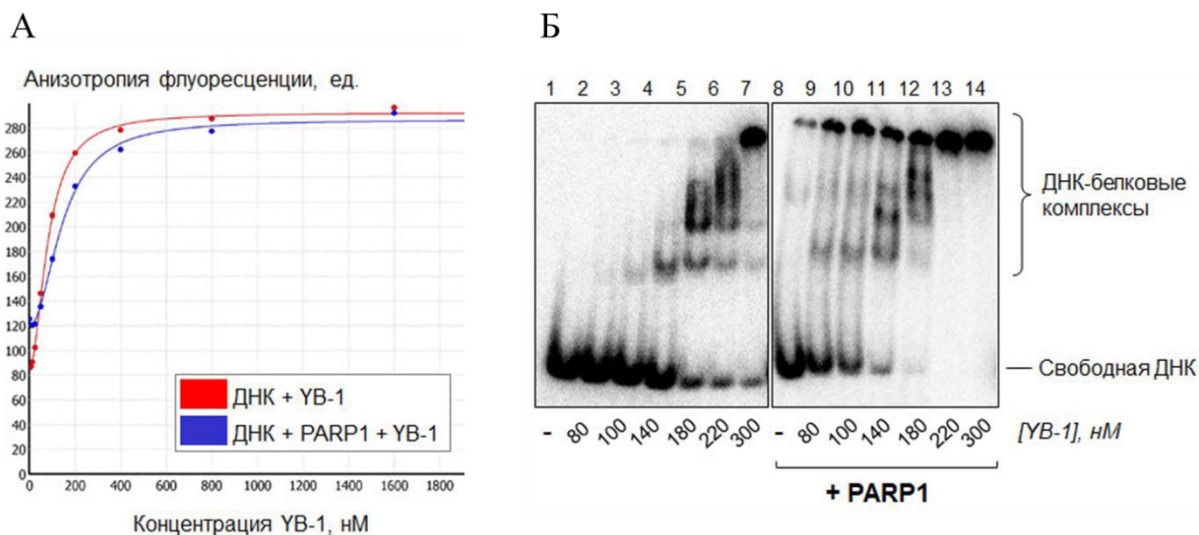 А
Анизотропия флуоресценции, ед.
280
260
240
220
200
180
160
140
120
100
80
60
40
20
0
0 200 400 600 800 1000 1200 1400 1600 1800
ДНК + YB-1
ДНК + PARP1 + YB-1
Концентрация YB-1, нМ
Б
1 2 3 4 5 6 7 8 9 10 11 12 13 14
ДНК-белковые
комплексы
Свободная ДНК
- 80 100 140 180 220 300 - 80 100 140 180 220 300 [YB-1], нМ
+ PARP1